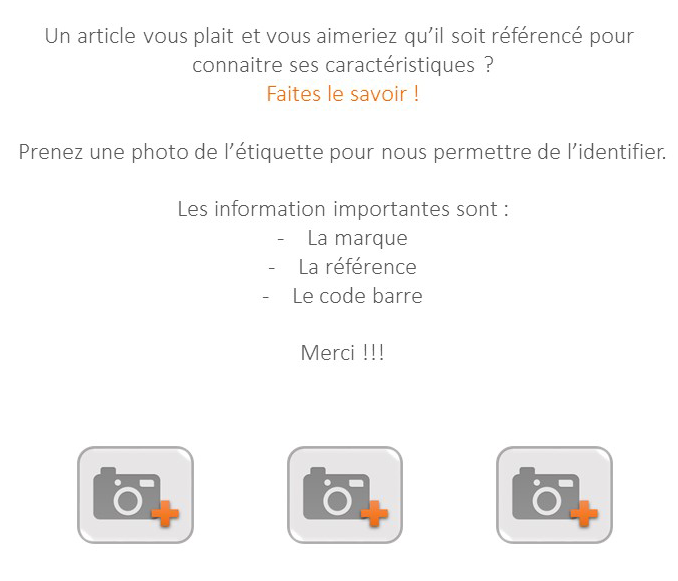 Un article vous plait et vous aimeriez qu’il soit référencé pour
connaitre ses caractéristiques ?
Faites le savoir !
Prenez une photo de l’étiquette pour nous permettre de l’identifier.
Les information importantes sont :
- La marque
- La référence
- Le code barre
Merci !!!